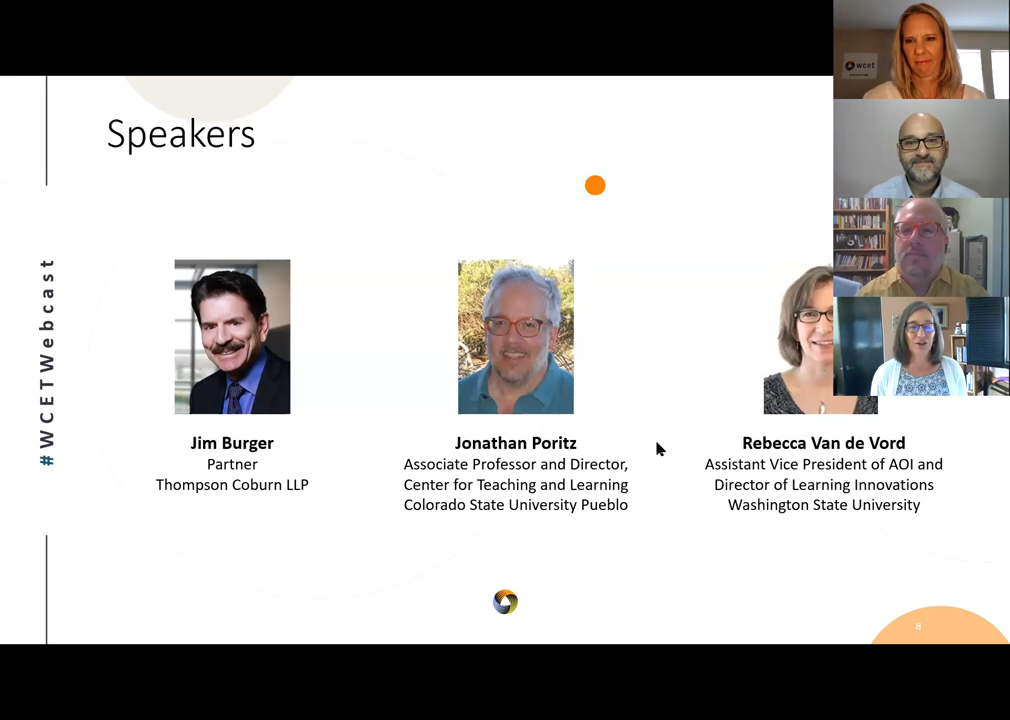 wcet
Speakers
#WCETWebcast
Jim Burger
Partner
Thompson Coburn LLP
Jonathan Poritz
Associate Professor and Director,
Center for Teaching and Learning
Colorado State University Pueblo
Rebecca Van de Vord
Assistant Vice President of AOI and
Director of Learning Innovations
Washington State University
8